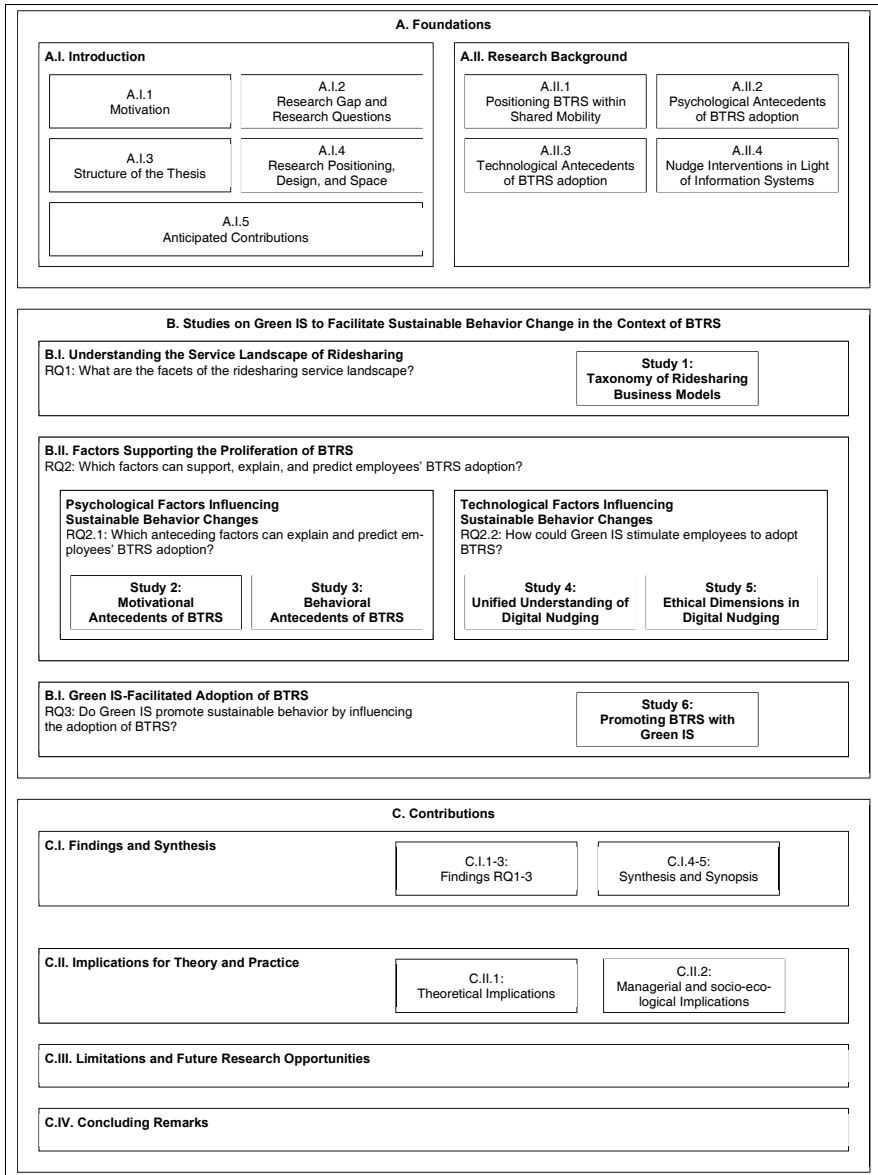 A. Foundations
A.I. Introduction
A.I.1
Motivation
A.I.2
Research Gap and
Research Questions
A.I.3
Structure of the Thesis
A.I.4
Research Positioning,
Design, and Space
A.I.5
Anticipated Contributions
A.II. Research Background
A.II.1
Positioning BTRS within
Shared Mobility
A.II.2
Psychological Antecedents
of BTRS adoption
A.II.3
Technological Antecedents
of BTRS adoption
A.II.4
Nudge Interventions in Light
of Information Systems
B. Studies on Green IS to Facilitate Sustainable Behavior Change in the Context of BTRS
B.I. Understanding the Service Landscape of Ridesharing
RQ1: What are the facets of the ridesharing service landscape?
Study 1:
Taxonomy of Ridesharing
Business Models
B.II. Factors Supporting the Proliferation of BTRS
RQ2: Which factors can support, explain, and predict employees' BTRS adoption?
Psychological Factors Influencing
Sustainable Behavior Changes
RQ2.1: Which anteceding factors can explain and predict em-
ployees' BTRS adoption?
Study 2:
Motivational
Antecedents of BTRS
Study 3:
Behavioral
Antecedents of BTRS
Technological Factors Influencing
Sustainable Behavior Changes
RQ2.2: How could Green IS stimulate employees to adopt
BTRS?
Study 4:
Unified Understanding of
Digital Nudging
Study 5:
Ethical Dimensions in
Digital Nudging
B.I. Green IS-Facilitated Adoption of BTRS
RQ3: Do Green IS promote sustainable behavior by influencing
the adoption of BTRS?
Study 6:
Promoting BTRS with
Green IS
C. Contributions
C.I. Findings and Synthesis
C.I.1-3:
Findings RQ1-3
C.I.4-5:
Synthesis and Synopsis
C.II. Implications for Theory and Practice
C.II.1:
Theoretical Implications
C.II.2:
Managerial and socio-eco-
logical Implications
C.III. Limitations and Future Research Opportunities
C.IV. Concluding Remarks